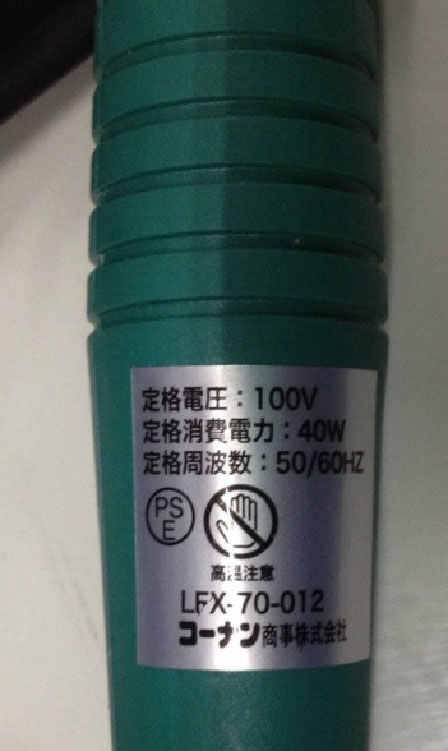 定格電圧：100V
定格消費電力：40W
定格周波数：50/60HZ
PS
E
高温注意
LFX-70-012
コーナン商事株式会社